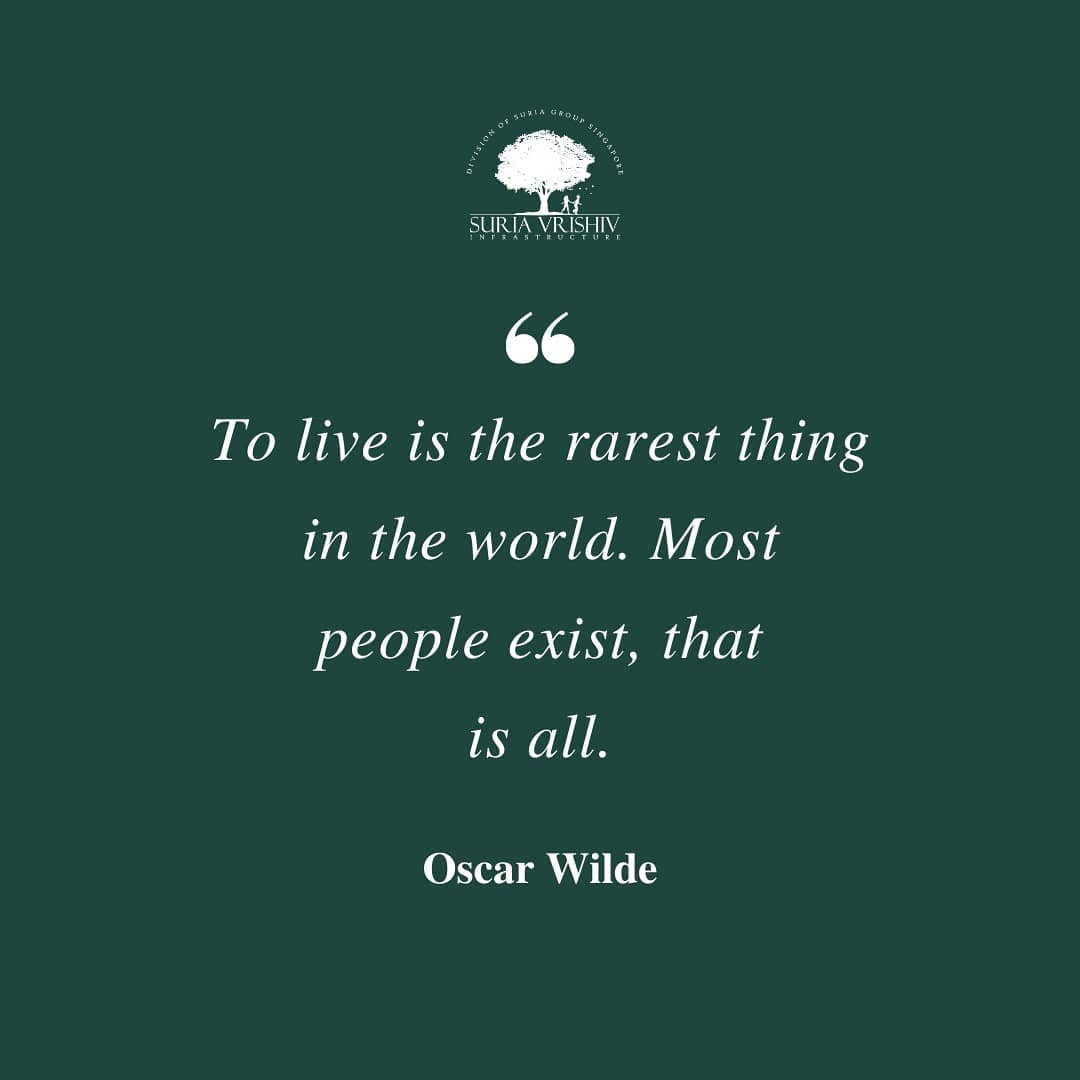 DIVISION OF SURIA GROUP SINGAPORE
SURIA VRISHIV
INFRASTRUCTURE
“
To live is the rarest thing
in the world. Most
people exist, that
is all.
Oscar Wilde